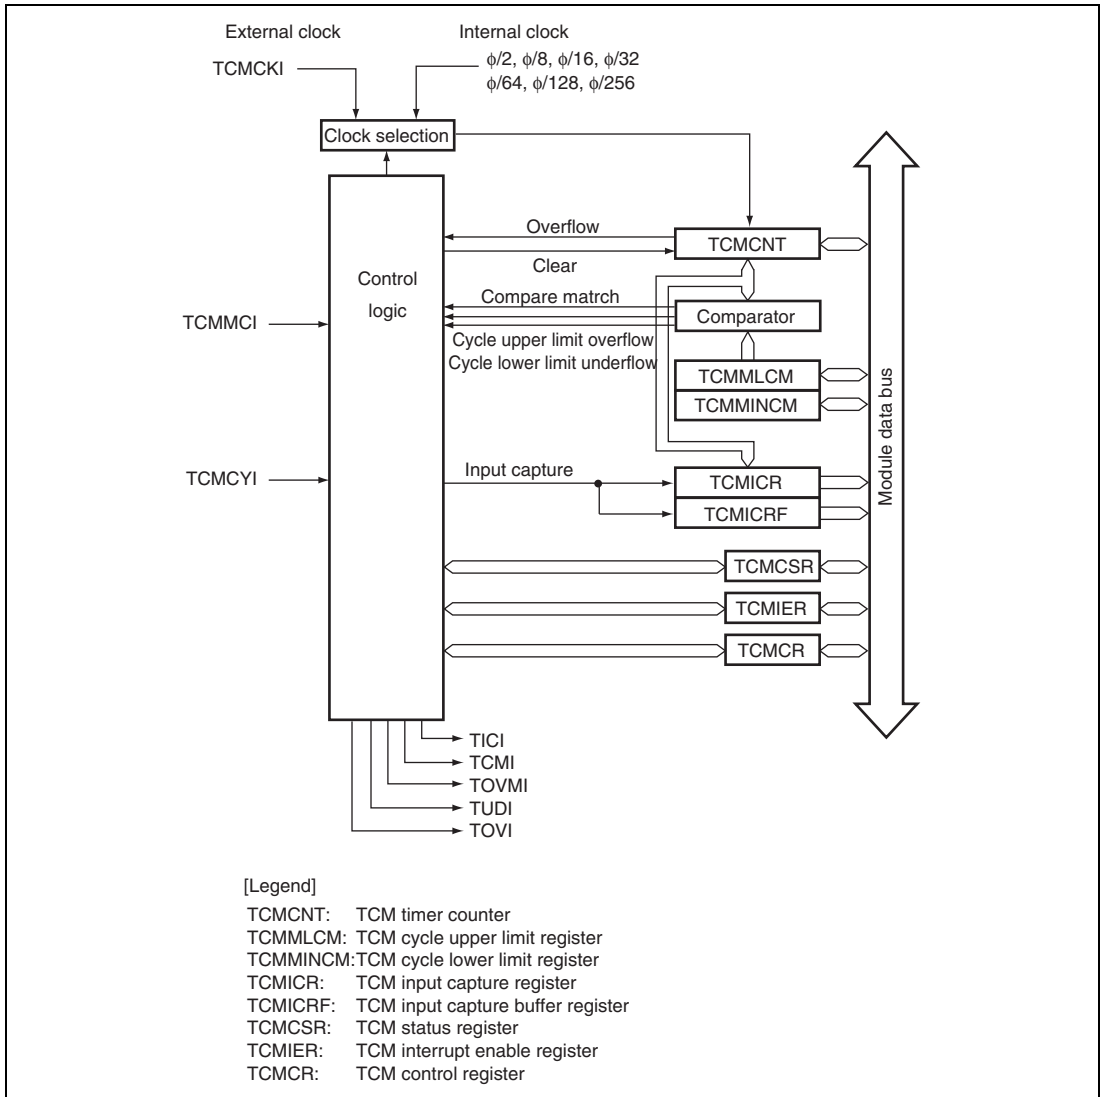 External clock
Internal clock
TCMCKI
ϕ/2, ϕ/8, ϕ/16, ϕ/32
ϕ/64, ϕ/128, ϕ/256
Clock selection
Overflow
TCMCNT
Clear
Control
logic
Compare matrch
Comparator
TCMMCI
Cycle upper limit overflow
Cycle lower limit underflow
TCMMLCM
TCMMINCM
Module data bus
Input capture
TCMCYI
TCMICR
TCMICRF
TCMCSR
TCMIER
TCMCR
TICI
TCMI
TOVMI
TUDI
TOVI
[Legend]
TCMCNT: TCM timer counter
TCMMLCM: TCM cycle upper limit register
TCMMINCM:TCM cycle lower limit register
TCMICR: TCM input capture register
TCMICRF: TCM input capture buffer register
TCMCSR: TCM status register
TCMIER: TCM interrupt enable register
TCMCR: TCM control register